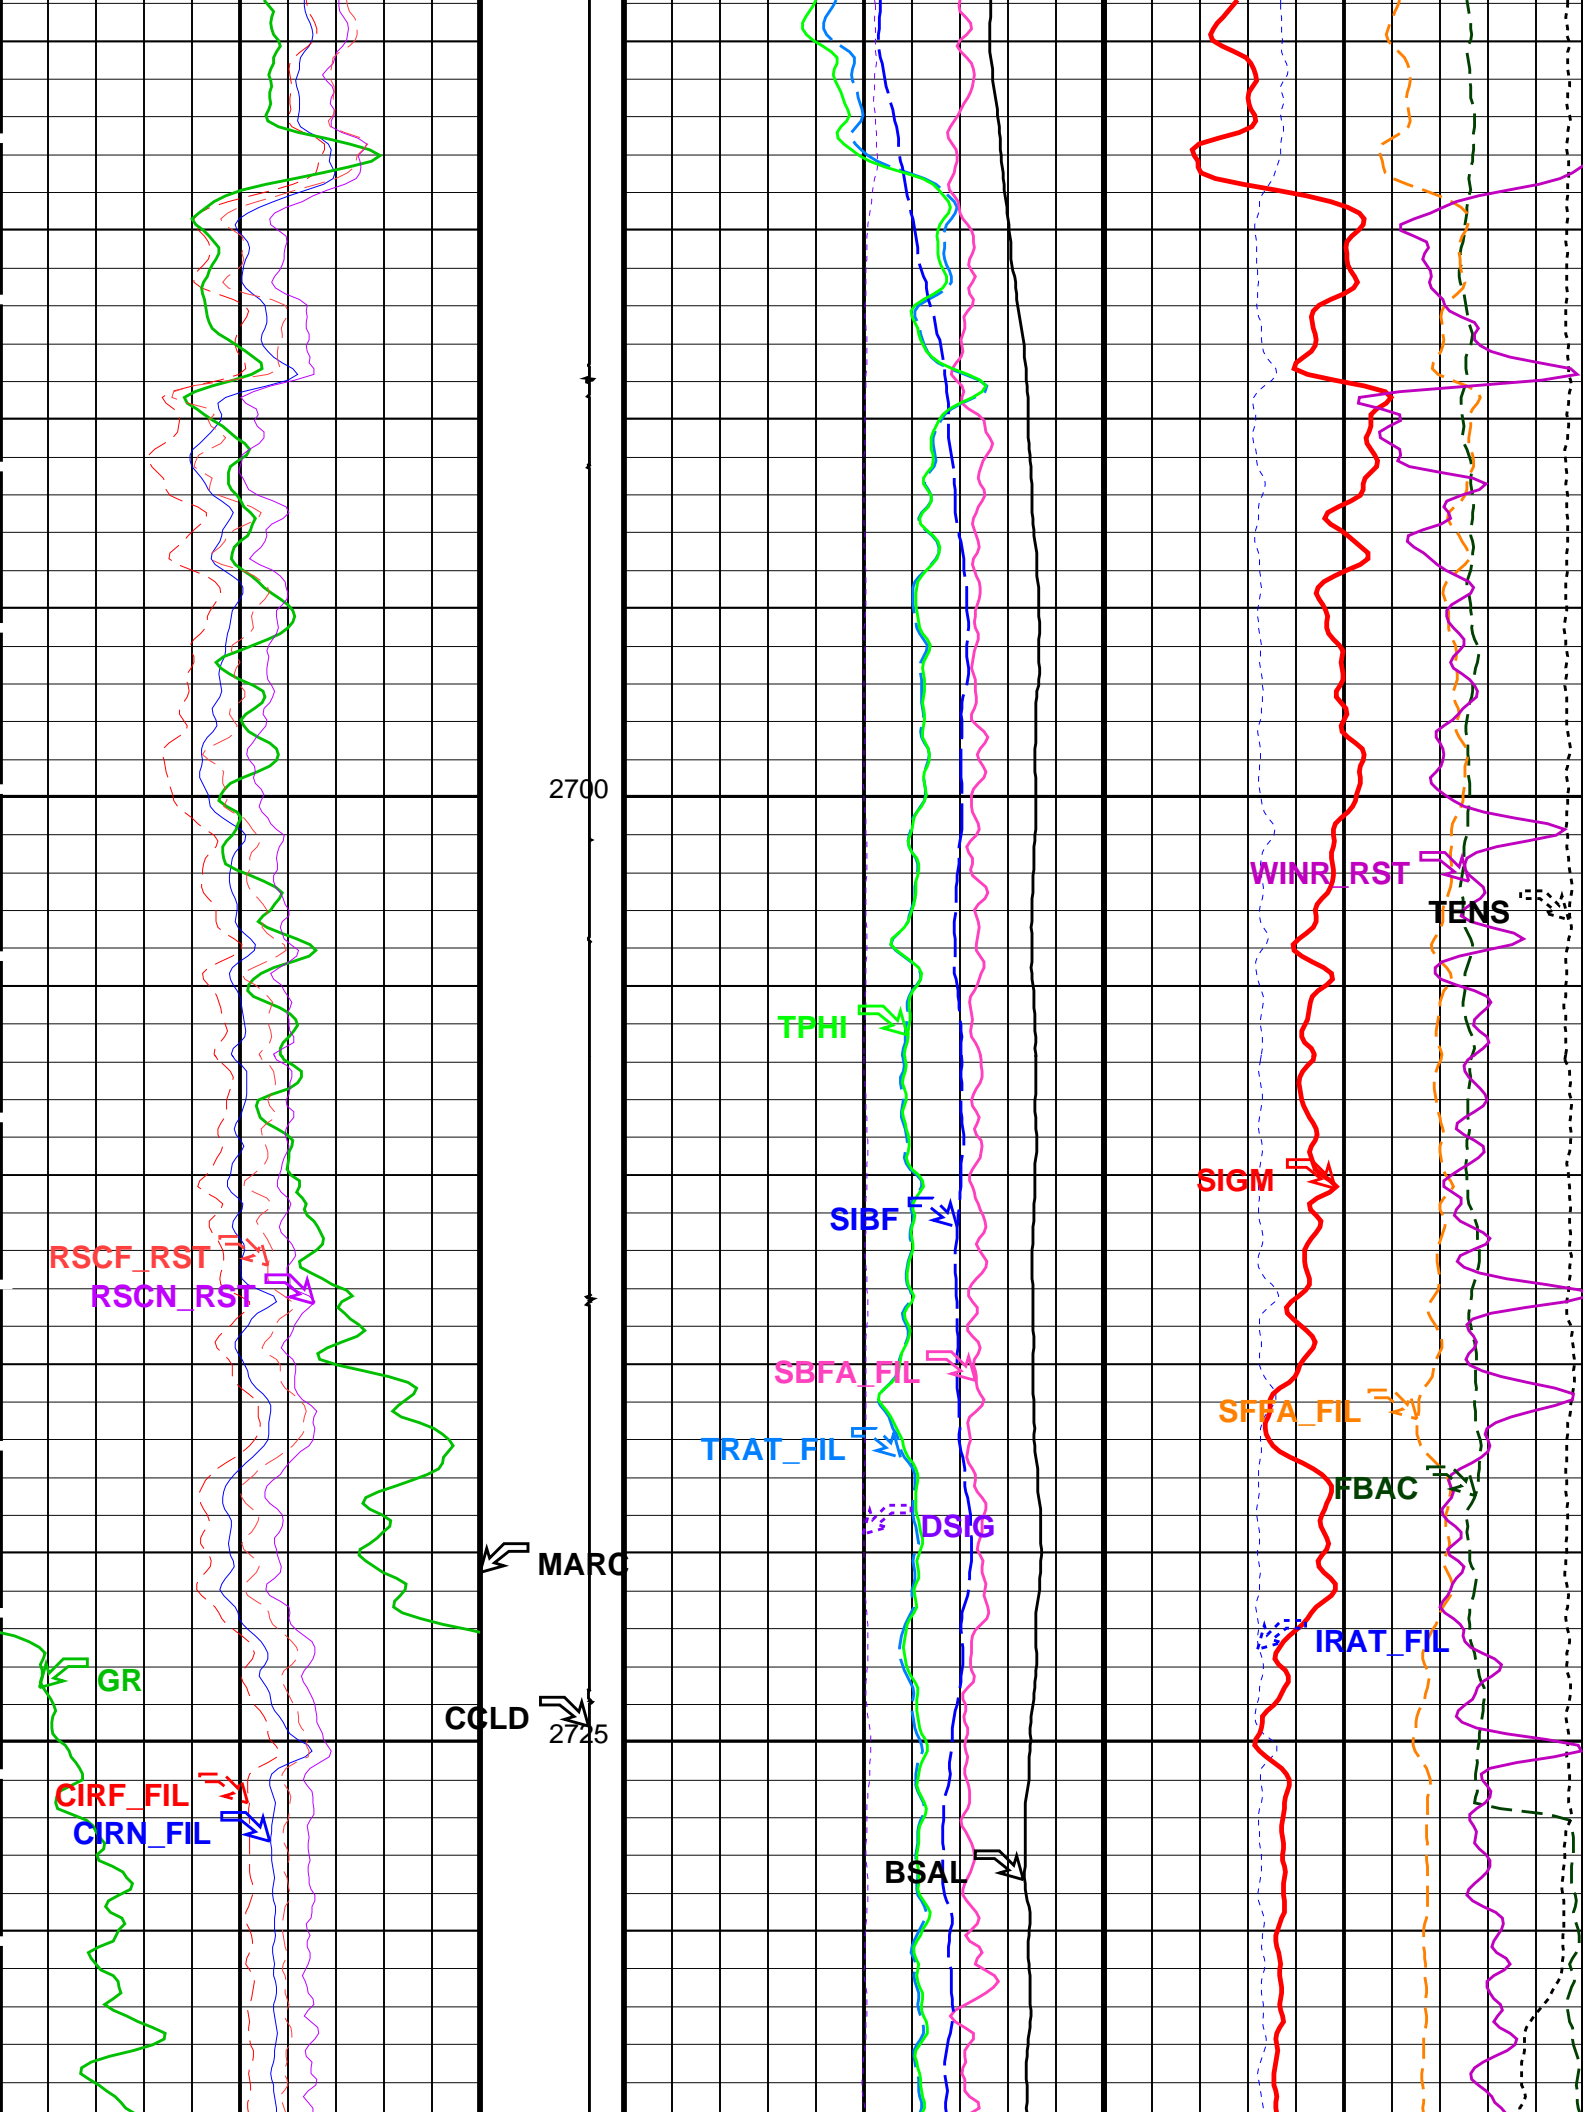 2700
WINR_RST
TENS
TPHI
SIGM
SIBF
RSCF_RST
RSCN_RST
SBFA_FIL
SFFA_FIL
TRAT_FIL
FBAC
DSIG
MARC
IRAT_FIL
GR
CCLD
2725
CIRF_FIL
CIRN_FIL
BSAL